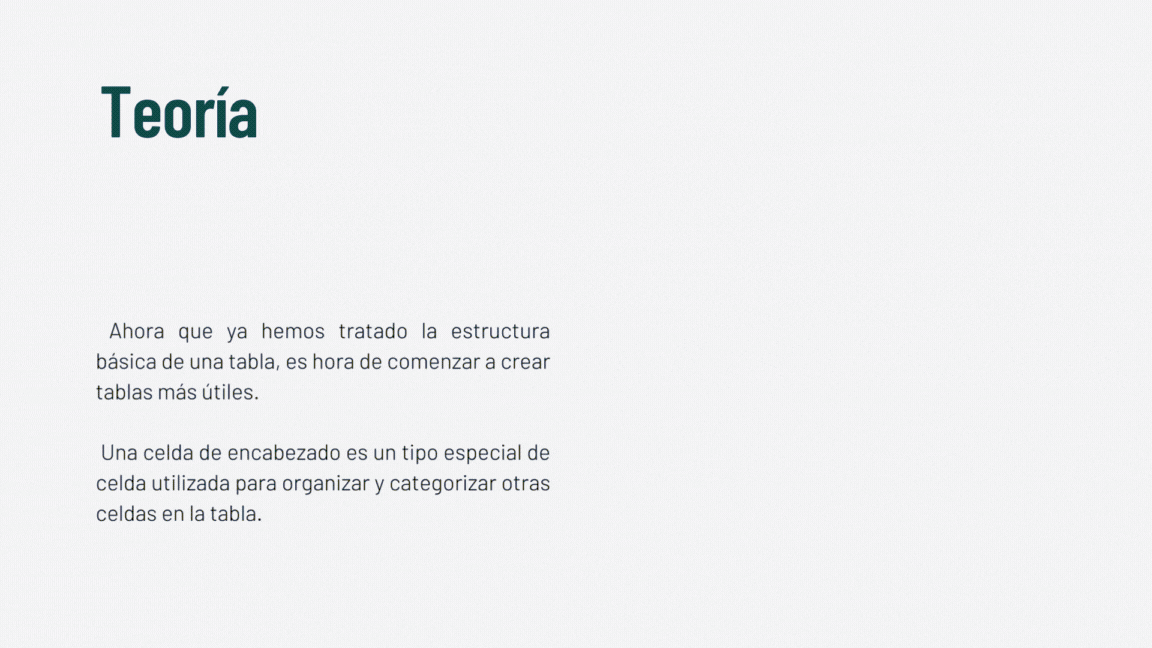 Teoría
Ahora que ya hemos tratado la estructura
básica de una tabla, es hora de comenzar a crear
tablas más útiles.
Una celda de encabezado es un tipo especial de
celda utilizada para organizar y categorizar otras
celdas en la tabla.